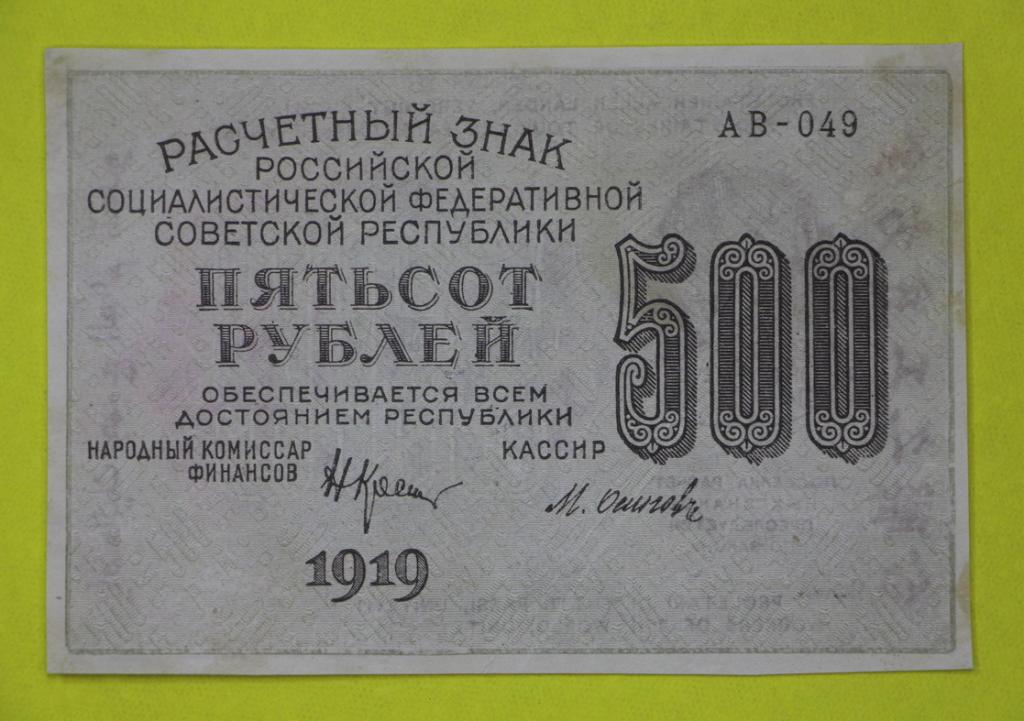 РАСЧЕТНЫЙ ЗНАК
АВ-049
РОССИЙСКОЙ
СОЦИАЛИСТИЧЕСКОЙ ФЕДЕРАТИВНОЙ
СОВЕТСКОЙ РЕСПУБЛИКИ
ПЯТЬСОТ
РУБЛЕЙ
500
ОБЕСПЕЧИВАЕТСЯ ВСЕМ
ДОСТОЯНИЕМ РЕСПУБЛИКИ
НАРОДНЫЙ КОМИССАР
ФИНАНСОВ
КАССИР
1919